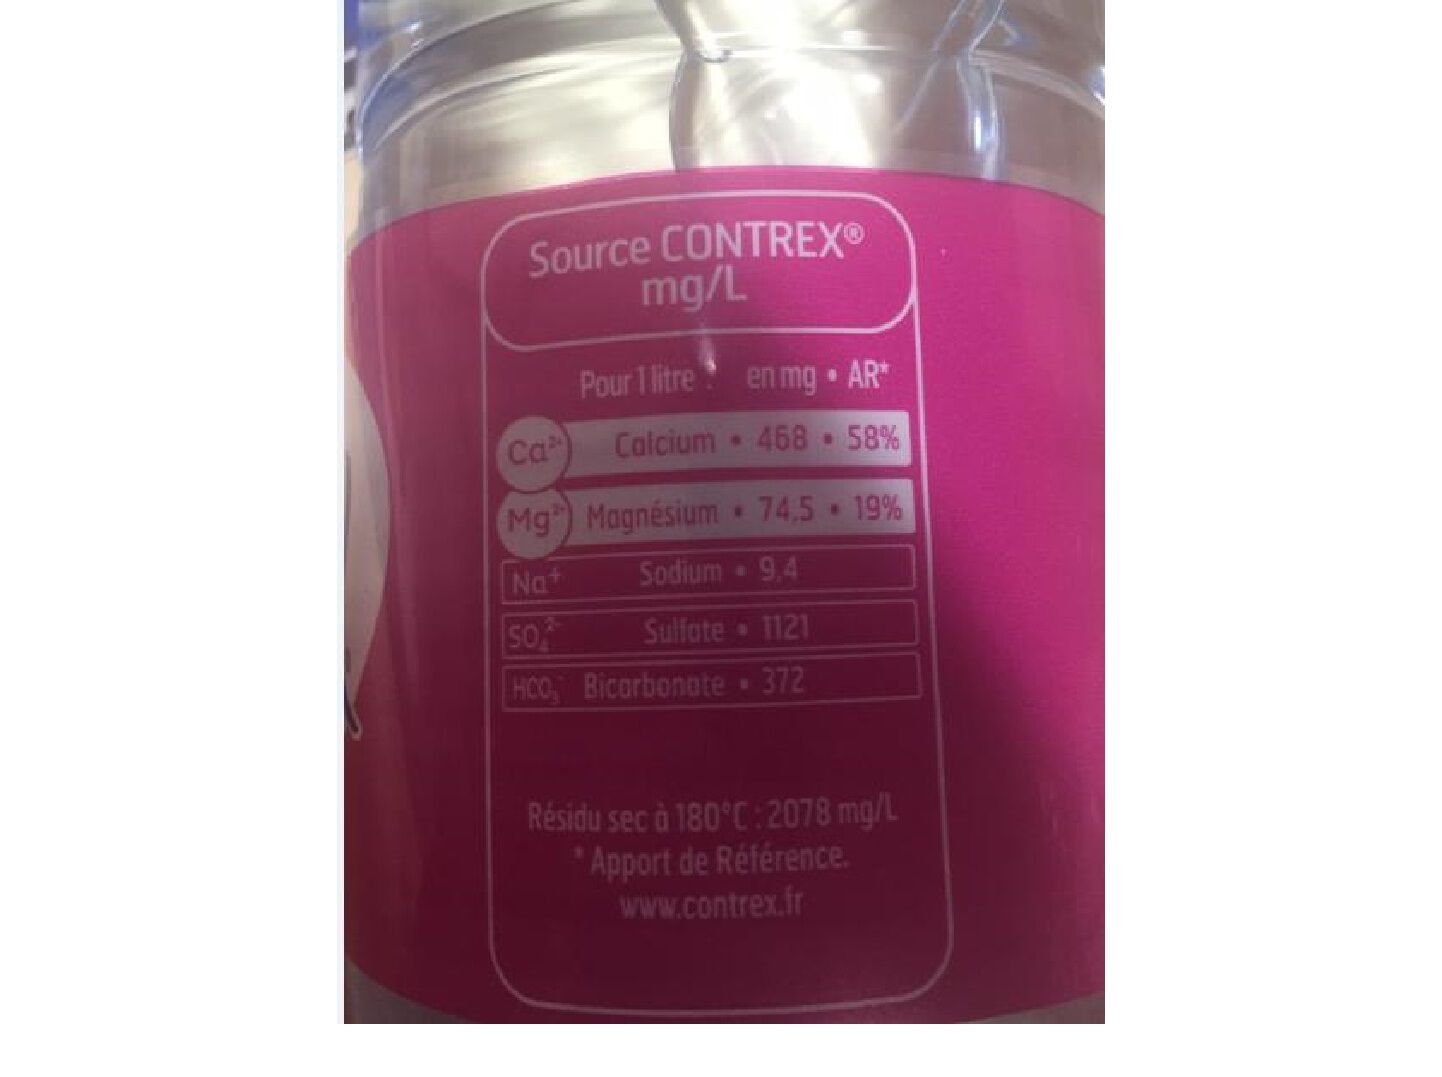 Source CONTREX®
mg/L
Pour 1 litre : en mg • AR*
Ca²⁺ Calcium • 468 • 58%
Mg²⁺ Magnésium • 74,5 • 19%
Na⁺ Sodium • 9,4
SO₄²⁻ Sulfate • 1121
HCO₃⁻ Bicarbonate • 372
Résidu sec à 180°C : 2078 mg/L
* Apport de Référence.
www.contrex.fr